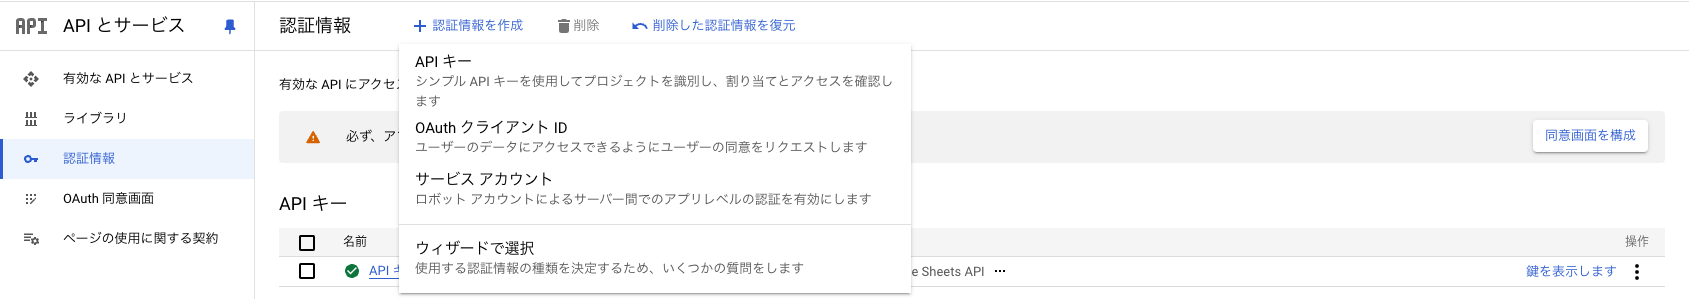 API API とサービス
認証情報
認証情報を作成
削除
削除した認証情報を復元
有効な API とサービス
ライブラリ
認証情報
OAuth 同意画面
ページの使用に関する契約
有効な API にアクセ
必ず、ア
同意画面を構成
API キー
シンプル API キーを使用してプロジェクトを識別し、割り当てとアクセスを確認し
ます
OAuth クライアント ID
ユーザーのデータにアクセスできるようにユーザーの同意をリクエストします
サービス アカウント
ロボット アカウントによるサーバー間でのアプリレベルの認証を有効にします
ウィザードで選択
使用する認証情報の種類を決定するため、いくつかの質問をします
API キー
名前
操作
API キ
e Sheets API
鍵を表示します